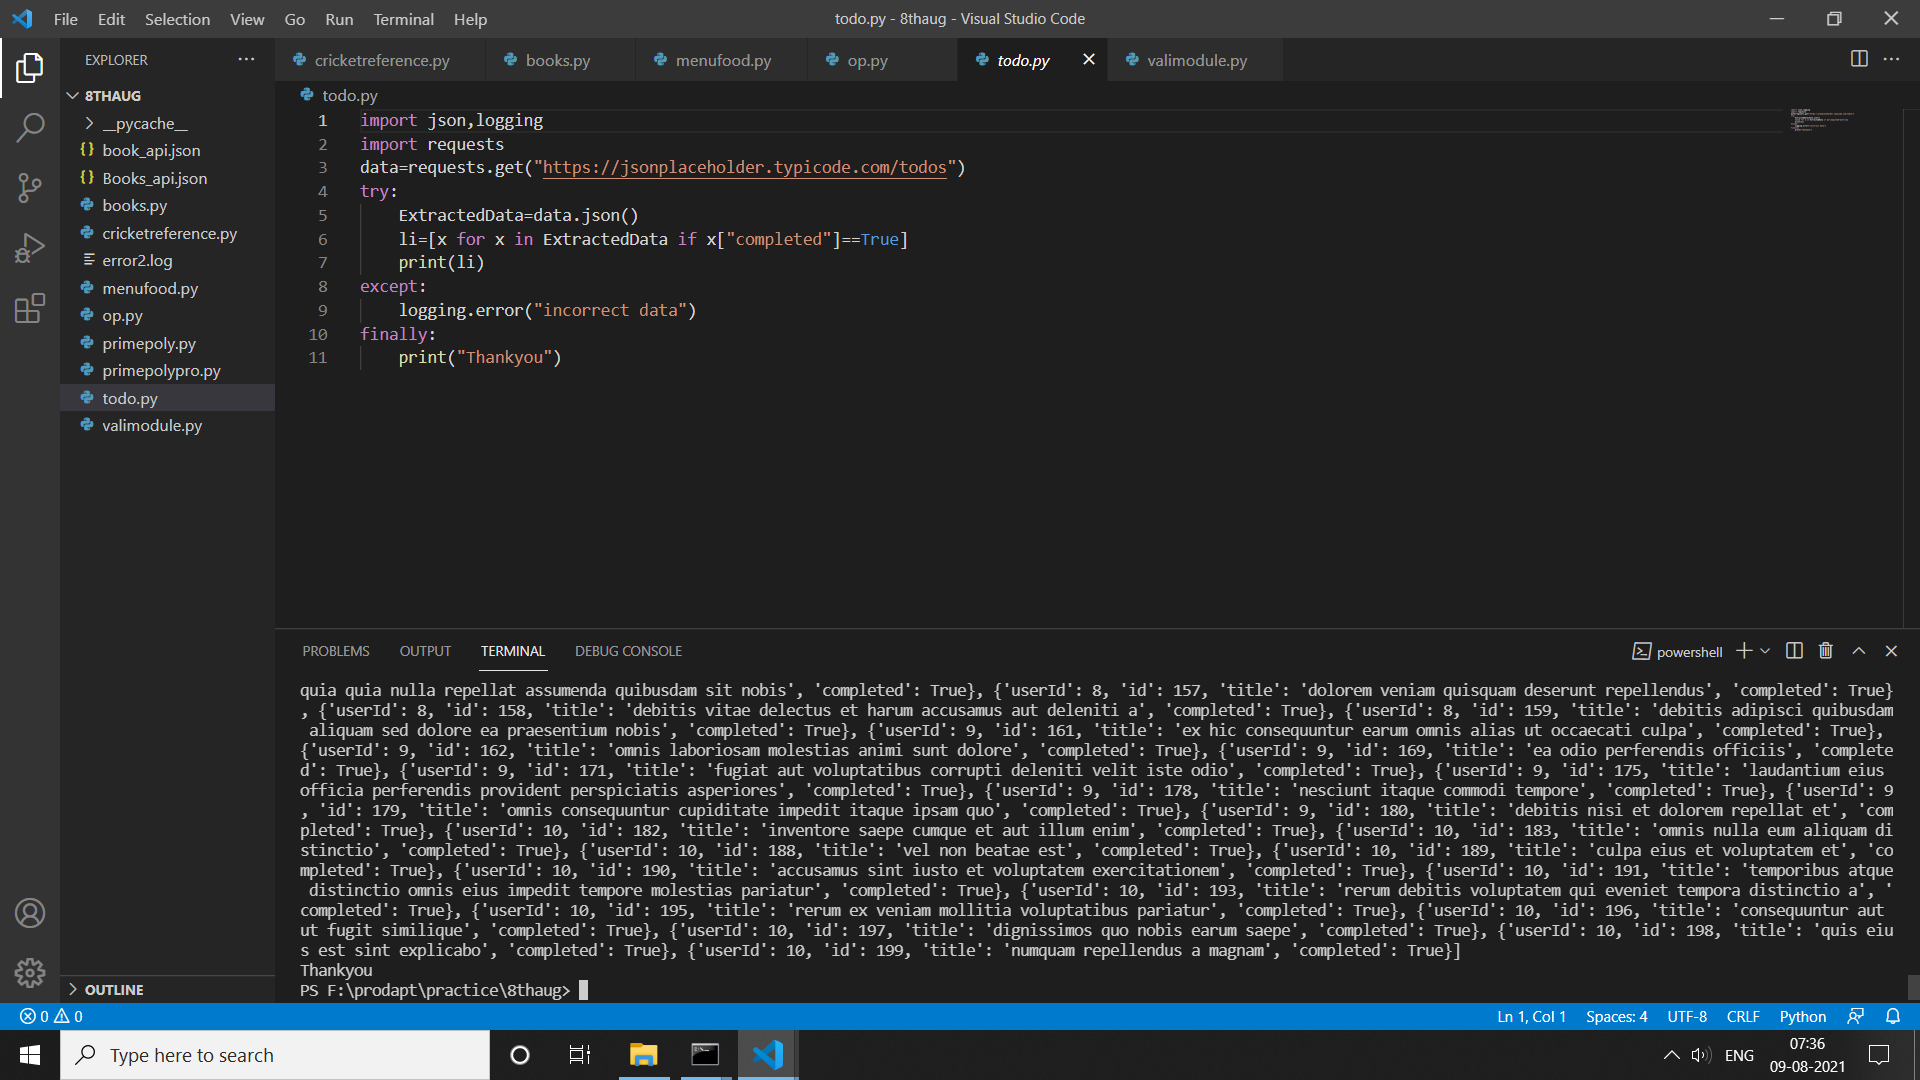 File Edit Selection View Go Run Terminal Help
todo.py - 8thaug - Visual Studio Code
EXPLORER
8THAUG
__pycache__
book_api.json
Books_api.json
books.py
cricketreference.py
error2.log
menufood.py
op.py
primepoly.py
primepolypro.py
todo.py
valimodule.py
OUTLINE
cricketreference.py books.py menufood.py op.py todo.py valimodule.py
todo.py
1 import json,logging
2 import requests
3 data=requests.get("https://jsonplaceholder.typicode.com/todos")
4 try:
5     ExtractedData=data.json()
6     li=[x for x in ExtractedData if x["completed"]==True]
7     print(li)
8 except:
9     logging.error("incorrect data")
10 finally:
11     print("Thankyou")
PROBLEMS OUTPUT TERMINAL DEBUG CONSOLE
powershell
quia quia nulla repellat assumenda quibusdam sit nobis', 'completed': True}, {'userId': 8, 'id': 157, 'title': 'dolorem veniam quisquam deserunt repellendus', 'completed': True}
, {'userId': 8, 'id': 158, 'title': 'debitis vitae delectus et harum accusamus aut deleniti a', 'completed': True}, {'userId': 8, 'id': 159, 'title': 'debitis adipisci quibusdam
 aliquam sed dolore ea praesentium nobis', 'completed': True}, {'userId': 9, 'id': 161, 'title': 'ex hic consequuntur earum omnis alias ut occaecati culpa', 'completed': True},
{'userId': 9, 'id': 162, 'title': 'omnis laboriosam molestias animi sunt dolore', 'completed': True}, {'userId': 9, 'id': 169, 'title': 'ea odio perferendis officiis', 'complete
d': True}, {'userId': 9, 'id': 171, 'title': 'fugiat aut voluptatibus corrupti deleniti velit iste odio', 'completed': True}, {'userId': 9, 'id': 175, 'title': 'laudantium eius
officia perferendis provident perspiciatis asperiores', 'completed': True}, {'userId': 9, 'id': 178, 'title': 'nesciunt itaque commodi tempore', 'completed': True}, {'userId': 9
, 'id': 179, 'title': 'omnis consequuntur cupiditate impedit itaque ipsam quo', 'completed': True}, {'userId': 9, 'id': 180, 'title': 'debitis nisi et dolorem repellat et', 'com
pleted': True}, {'userId': 10, 'id': 182, 'title': 'inventore saepe cumque et aut illum enim', 'completed': True}, {'userId': 10, 'id': 183, 'title': 'omnis nulla eum aliquam di
stinctio', 'completed': True}, {'userId': 10, 'id': 188, 'title': 'vel non beatae est', 'completed': True}, {'userId': 10, 'id': 189, 'title': 'culpa eius et voluptatem et', 'co
mpleted': True}, {'userId': 10, 'id': 190, 'title': 'accusamus sint iusto et voluptatem exercitationem', 'completed': True}, {'userId': 10, 'id': 191, 'title': 'temporibus atque
 distinctio omnis eius impedit tempore molestias pariatur', 'completed': True}, {'userId': 10, 'id': 193, 'title': 'rerum debitis voluptatem qui eveniet tempora distinctio a', '
completed': True}, {'userId': 10, 'id': 195, 'title': 'rerum ex veniam mollitia voluptatibus pariatur', 'completed': True}, {'userId': 10, 'id': 196, 'title': 'consequuntur aut
ut fugit similique', 'completed': True}, {'userId': 10, 'id': 197, 'title': 'dignissimos quo nobis earum saepe', 'completed': True}, {'userId': 10, 'id': 198, 'title': 'quis eiu
s est sint explicabo', 'completed': True}, {'userId': 10, 'id': 199, 'title': 'numquam repellendus a magnam', 'completed': True}]
Thankyou
PS F:\prodapt\practice\8thaug>
0 0
Ln 1, Col 1 Spaces: 4 UTF-8 CRLF Python
Type here to search
ENG
07:36
09-08-2021